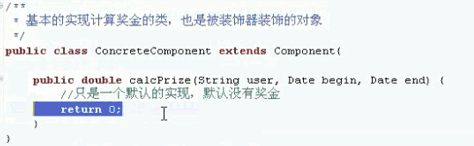 /**
 * 基本的实现计算奖金的类，也是被装饰器装饰的对象
 */
public class ConcreteComponent extends Component{
public double calcPrize(String user, Date begin, Date end) {
//只是一个默认的实现，默认没有奖金
return 0;
}
}